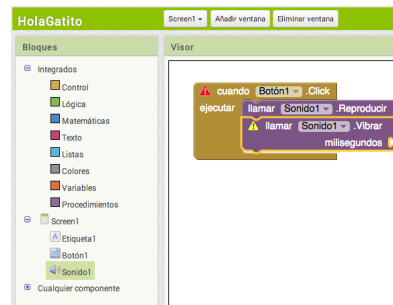 HolaGatito
Screen1 Añadir ventana Eliminar ventana
Bloques
Visor
Integrados
Control
Lógica
Matemáticas
Texto
Listas
Colores
Variables
Procedimientos
Screen1
Etiqueta1
Botón1
Sonido1
Cualquier componente
cuando Botón1 .Click
ejecutar llamar Sonido1 .Reproducir
llamar Sonido1 .Vibrar
milisegundos